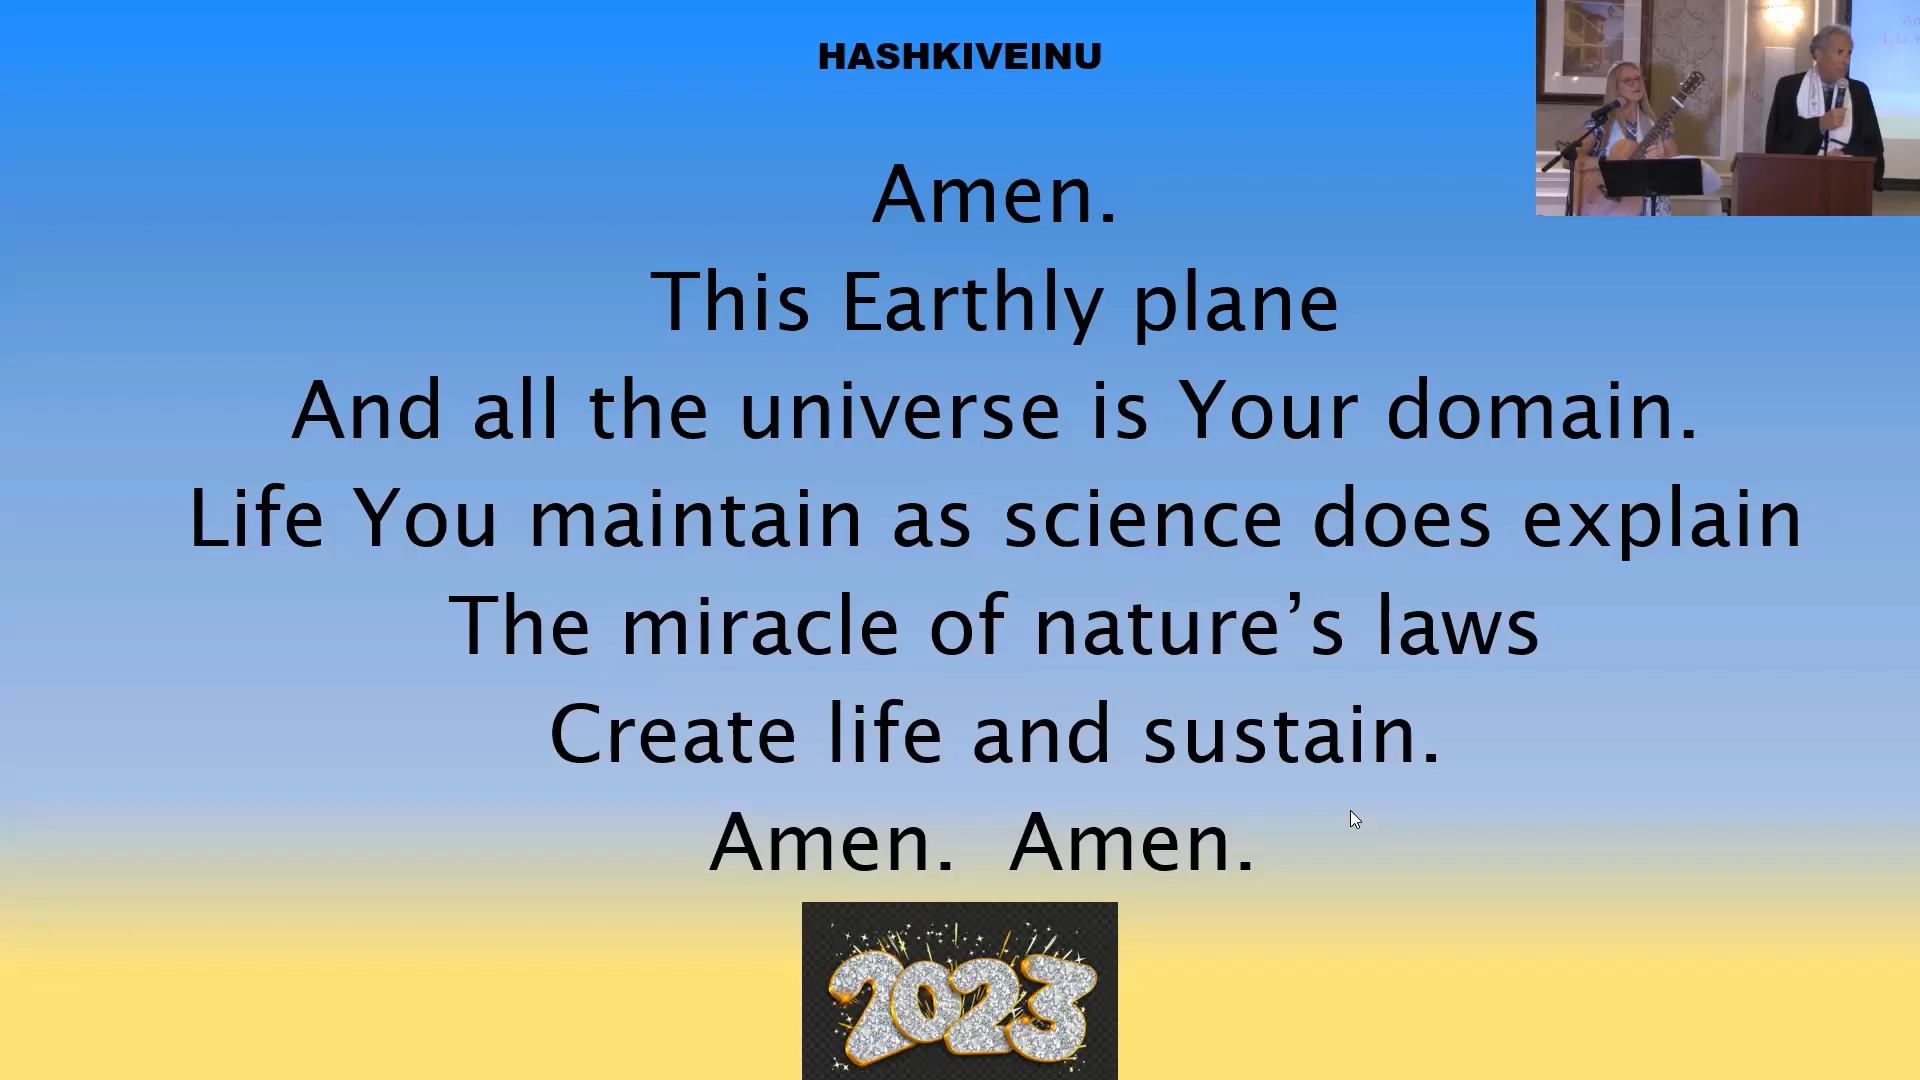 HASHKIVEINU
Amen.
This Earthly plane
And all the universe is Your domain.
Life You maintain as science does explain
The miracle of nature’s laws
Create life and sustain.
Amen.  Amen.
2023